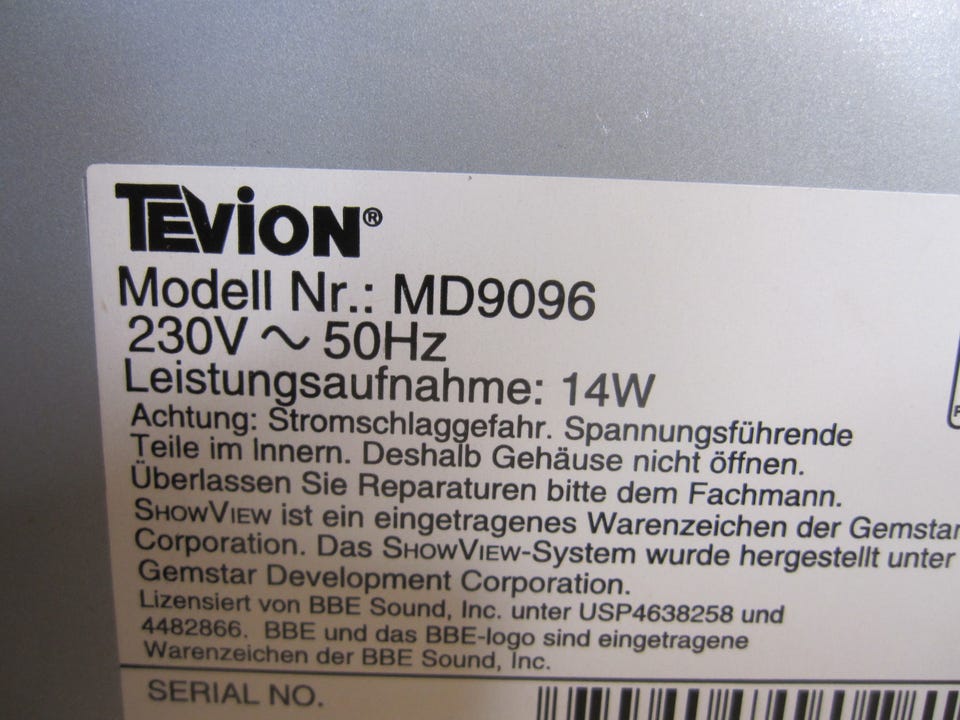 TEVION®
Modell Nr.: MD9096
230V ~ 50Hz
Leistungsaufnahme: 14W
Achtung: Stromschlaggefahr. Spannungsführende
Teile im Innern. Deshalb Gehäuse nicht öffnen.
Überlassen Sie Reparaturen bitte dem Fachmann.
SHOWVIEW ist ein eingetragenes Warenzeichen der Gemstar
Corporation. Das SHOWVIEW-System wurde hergestellt unter
Gemstar Development Corporation.
Lizensiert von BBE Sound, Inc. unter USP4638258 und
4482866. BBE und das BBE-logo sind eingetragene
Warenzeichen der BBE Sound, Inc.
SERIAL NO.